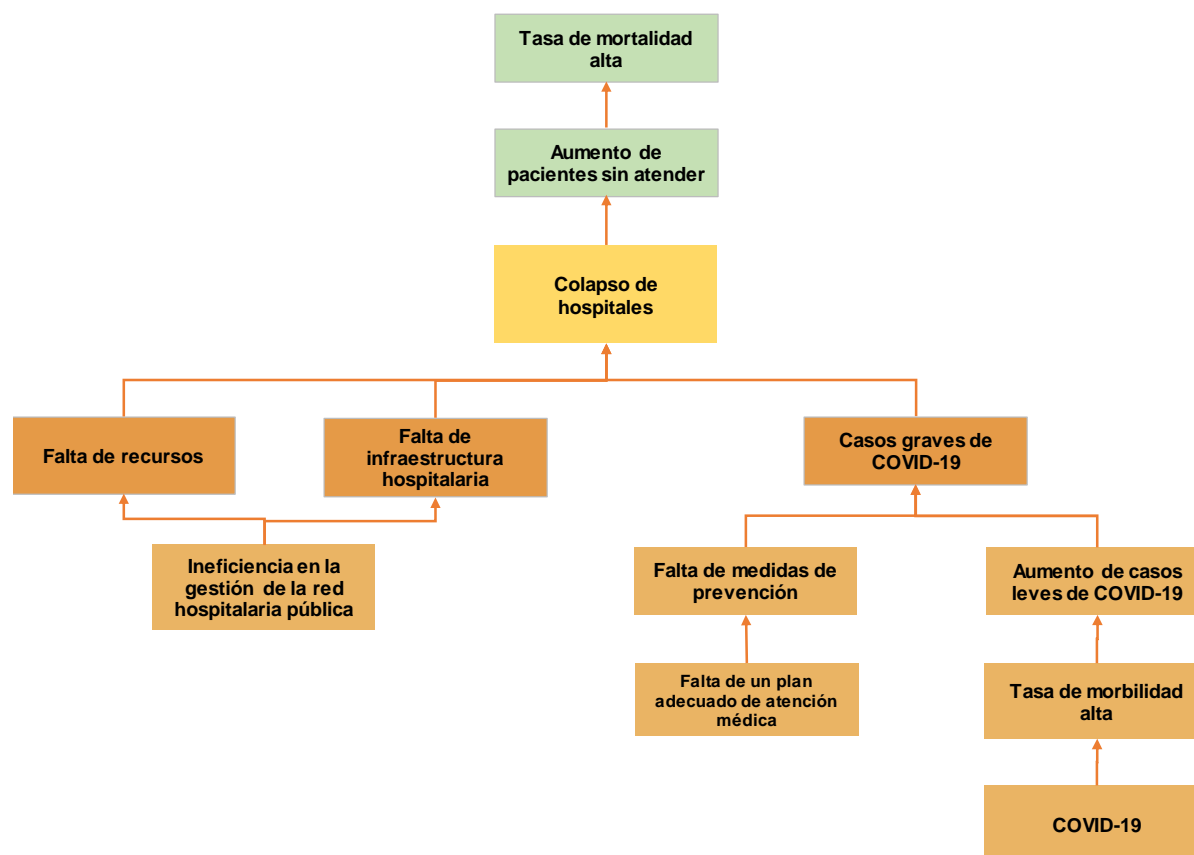 Tasa de mortalidad
alta
Aumento de
pacientes sin atender
Colapso de
hospitales
Falta de recursos
Falta de
infraestructura
hospitalaria
Casos graves de
COVID-19
Ineficiencia en la
gestión de la red
hospitalaria pública
Falta de medidas de
prevención
Aumento de casos
leves de COVID-19
Falta de un plan
adecuado de atención
médica
Tasa de morbilidad
alta
COVID-19